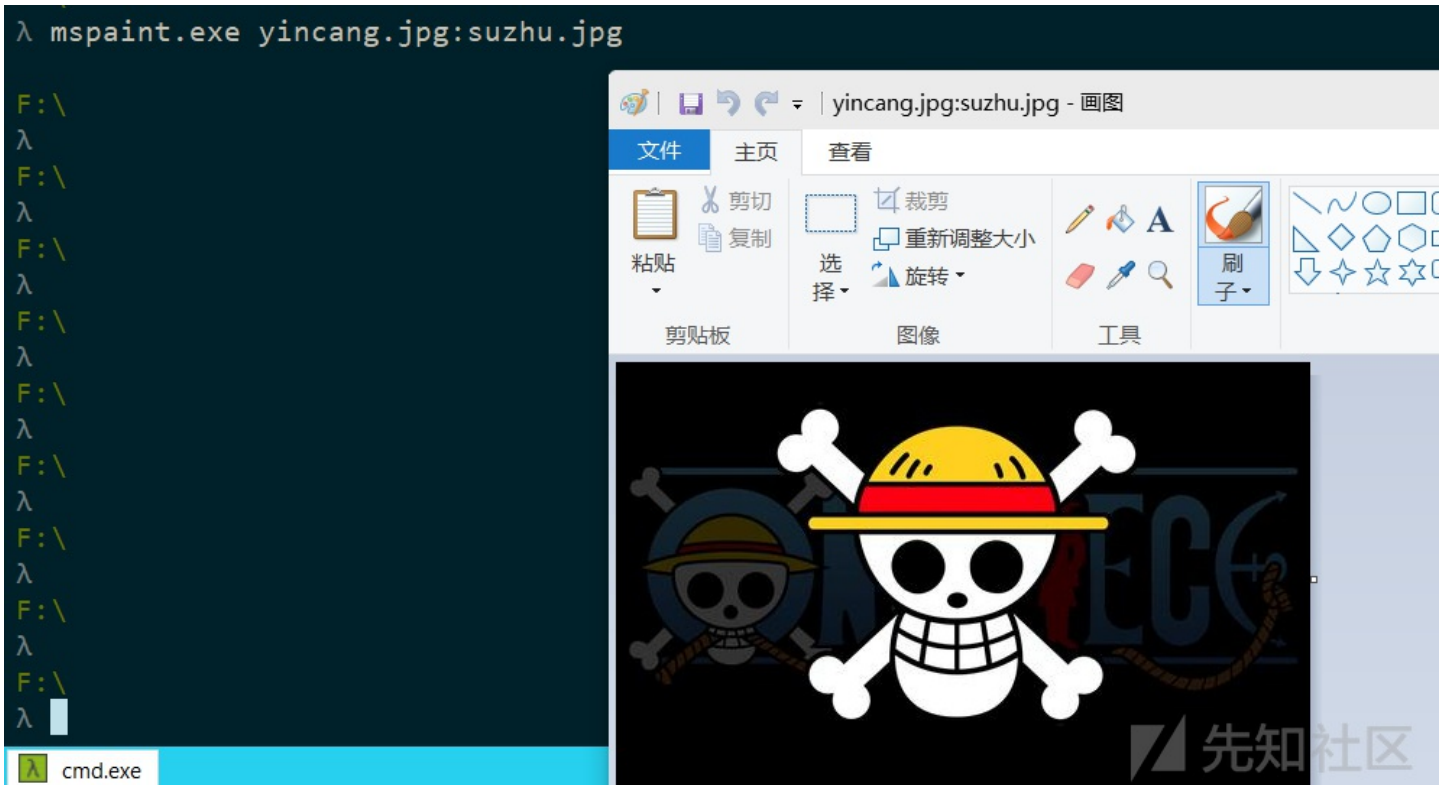 λ mspaint.exe yincang.jpg:suzhu.jpg
F:\
λ
F:\
λ
F:\
λ
F:\
λ
F:\
λ
F:\
λ
F:\
λ
F:\
λ
F:\
λ
λ cmd.exe
yincang.jpg:suzhu.jpg - 画图
文件 主页 查看
粘贴
剪切
复制
剪贴板
选择
裁剪
重新调整大小
旋转
图像
A
工具
刷子
ONE PIECE
先知社区